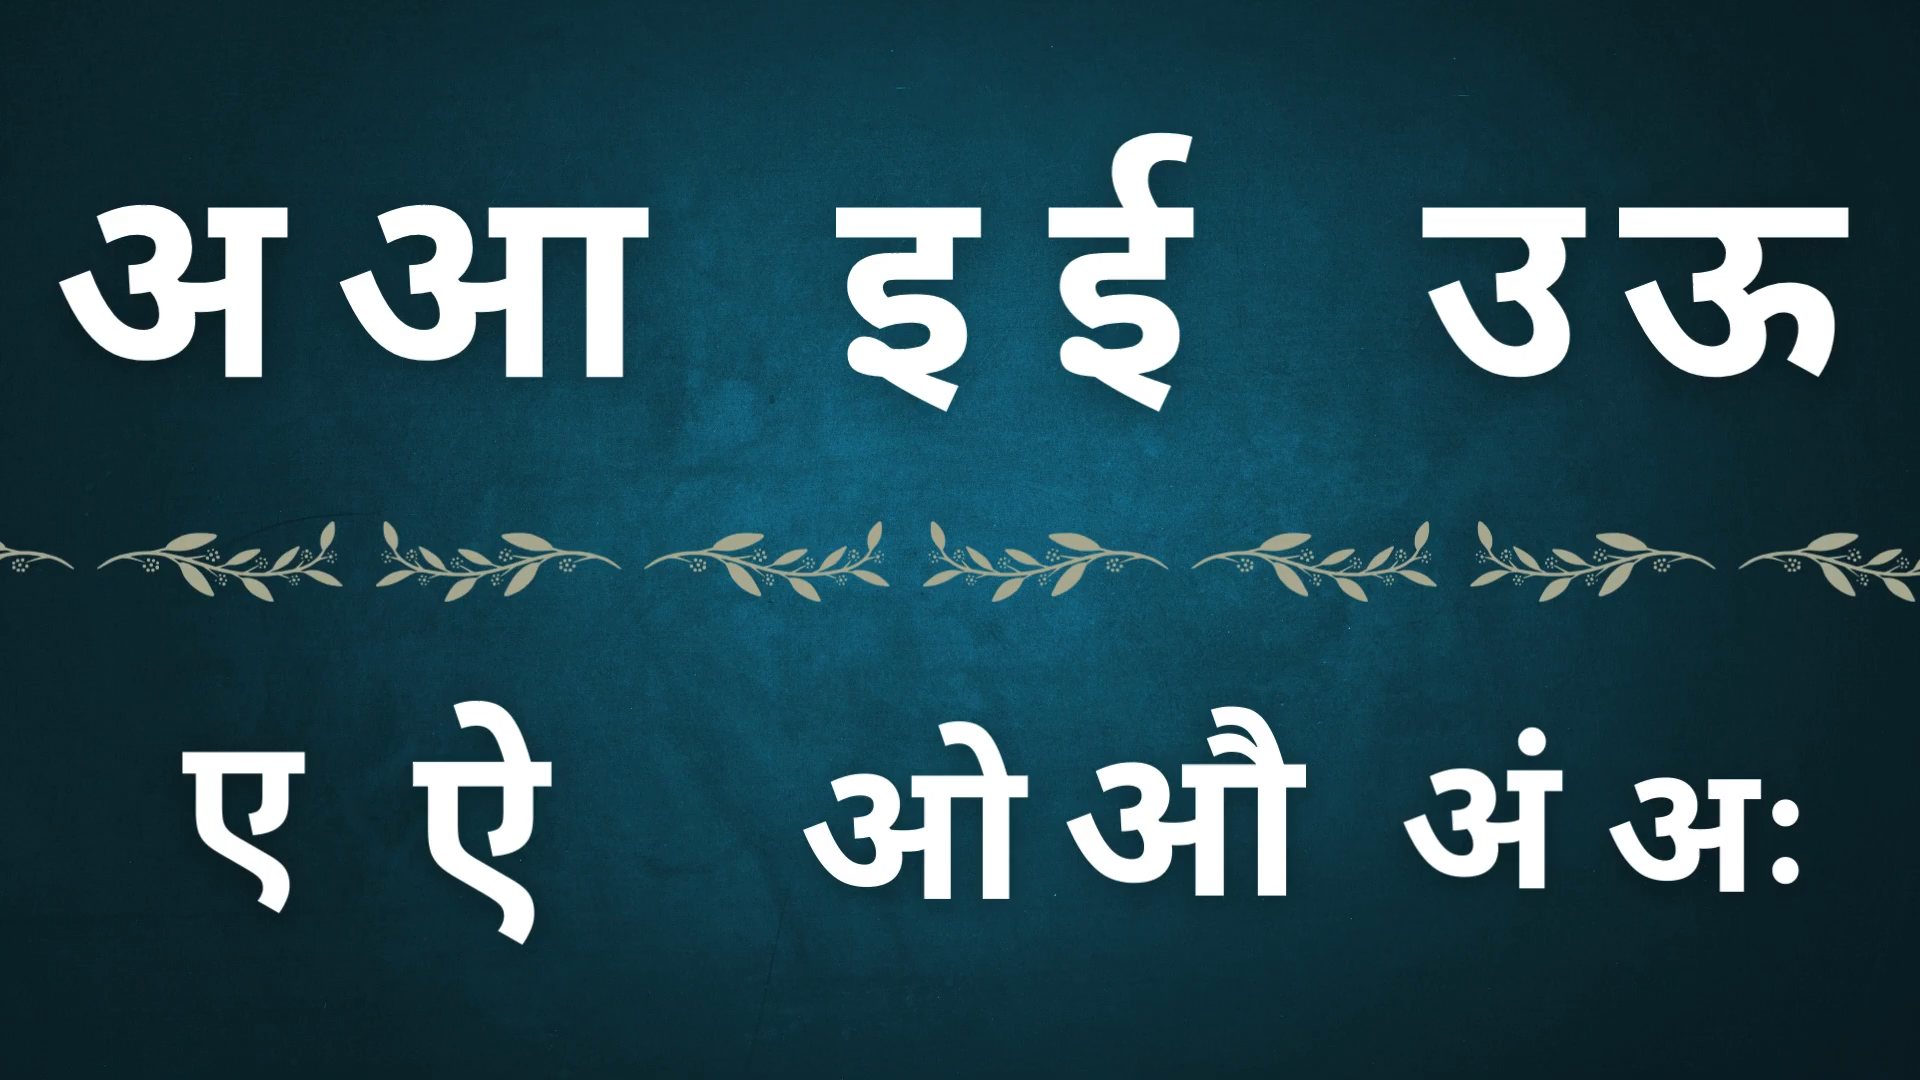 अ आ इ ई उ ऊ
ए ऐ ओ औ अं अः